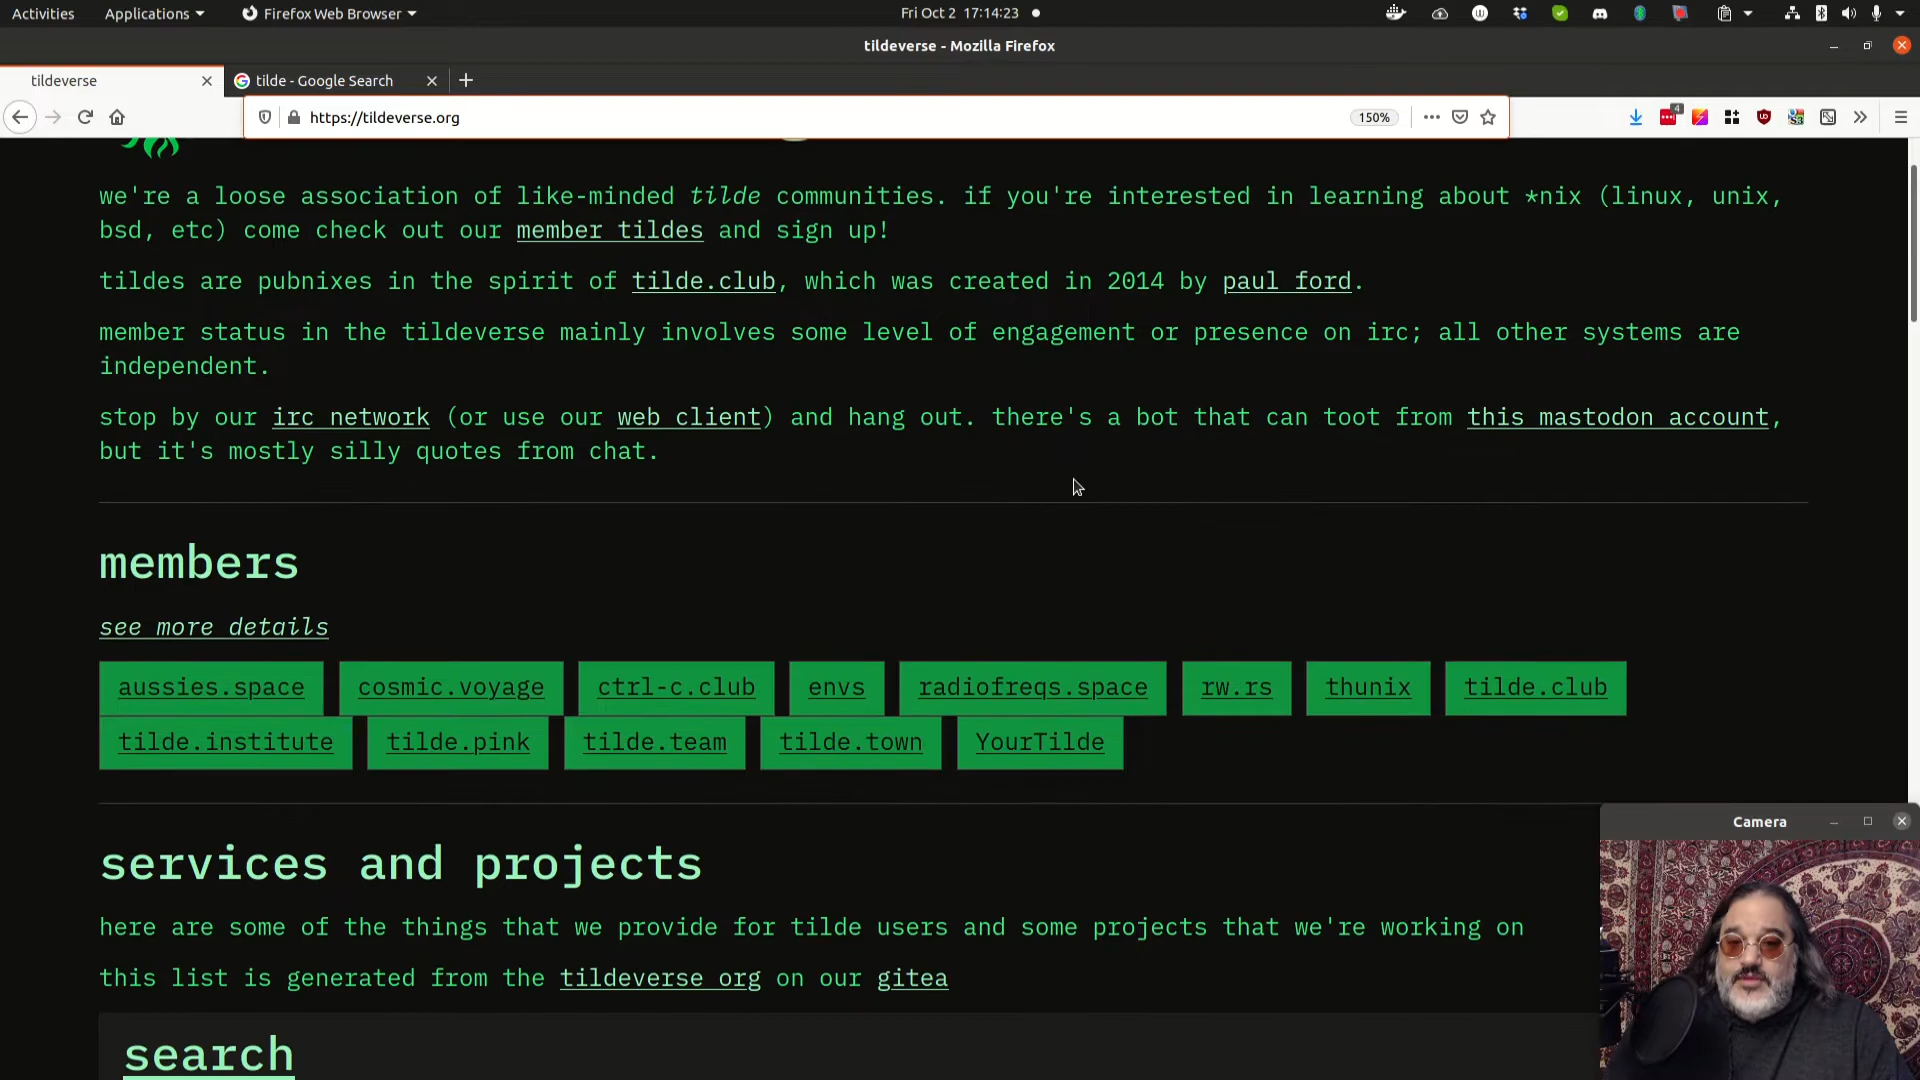 Activities Applications Firefox Web Browser Fri Oct 2 17:14:23
tildeverse - Mozilla Firefox
tildeverse tilde - Google Search
https://tildeverse.org 150% 4
we're a loose association of like-minded tilde communities. if you're interested in learning about *nix (linux, unix,
bsd, etc) come check out our member tildes and sign up!
tildes are pubnixes in the spirit of tilde.club, which was created in 2014 by paul ford.
member status in the tildeverse mainly involves some level of engagement or presence on irc; all other systems are
independent.
stop by our irc network (or use our web client) and hang out. there's a bot that can toot from this mastodon account,
but it's mostly silly quotes from chat.
members
see more details
aussies.space cosmic.voyage ctrl-c.club envs radiofreqs.space rw.rs thunix tilde.club
tilde.institute tilde.pink tilde.team tilde.town YourTilde
Camera
services and projects
here are some of the things that we provide for tilde users and some projects that we're working on
this list is generated from the tildeverse org on our gitea
search